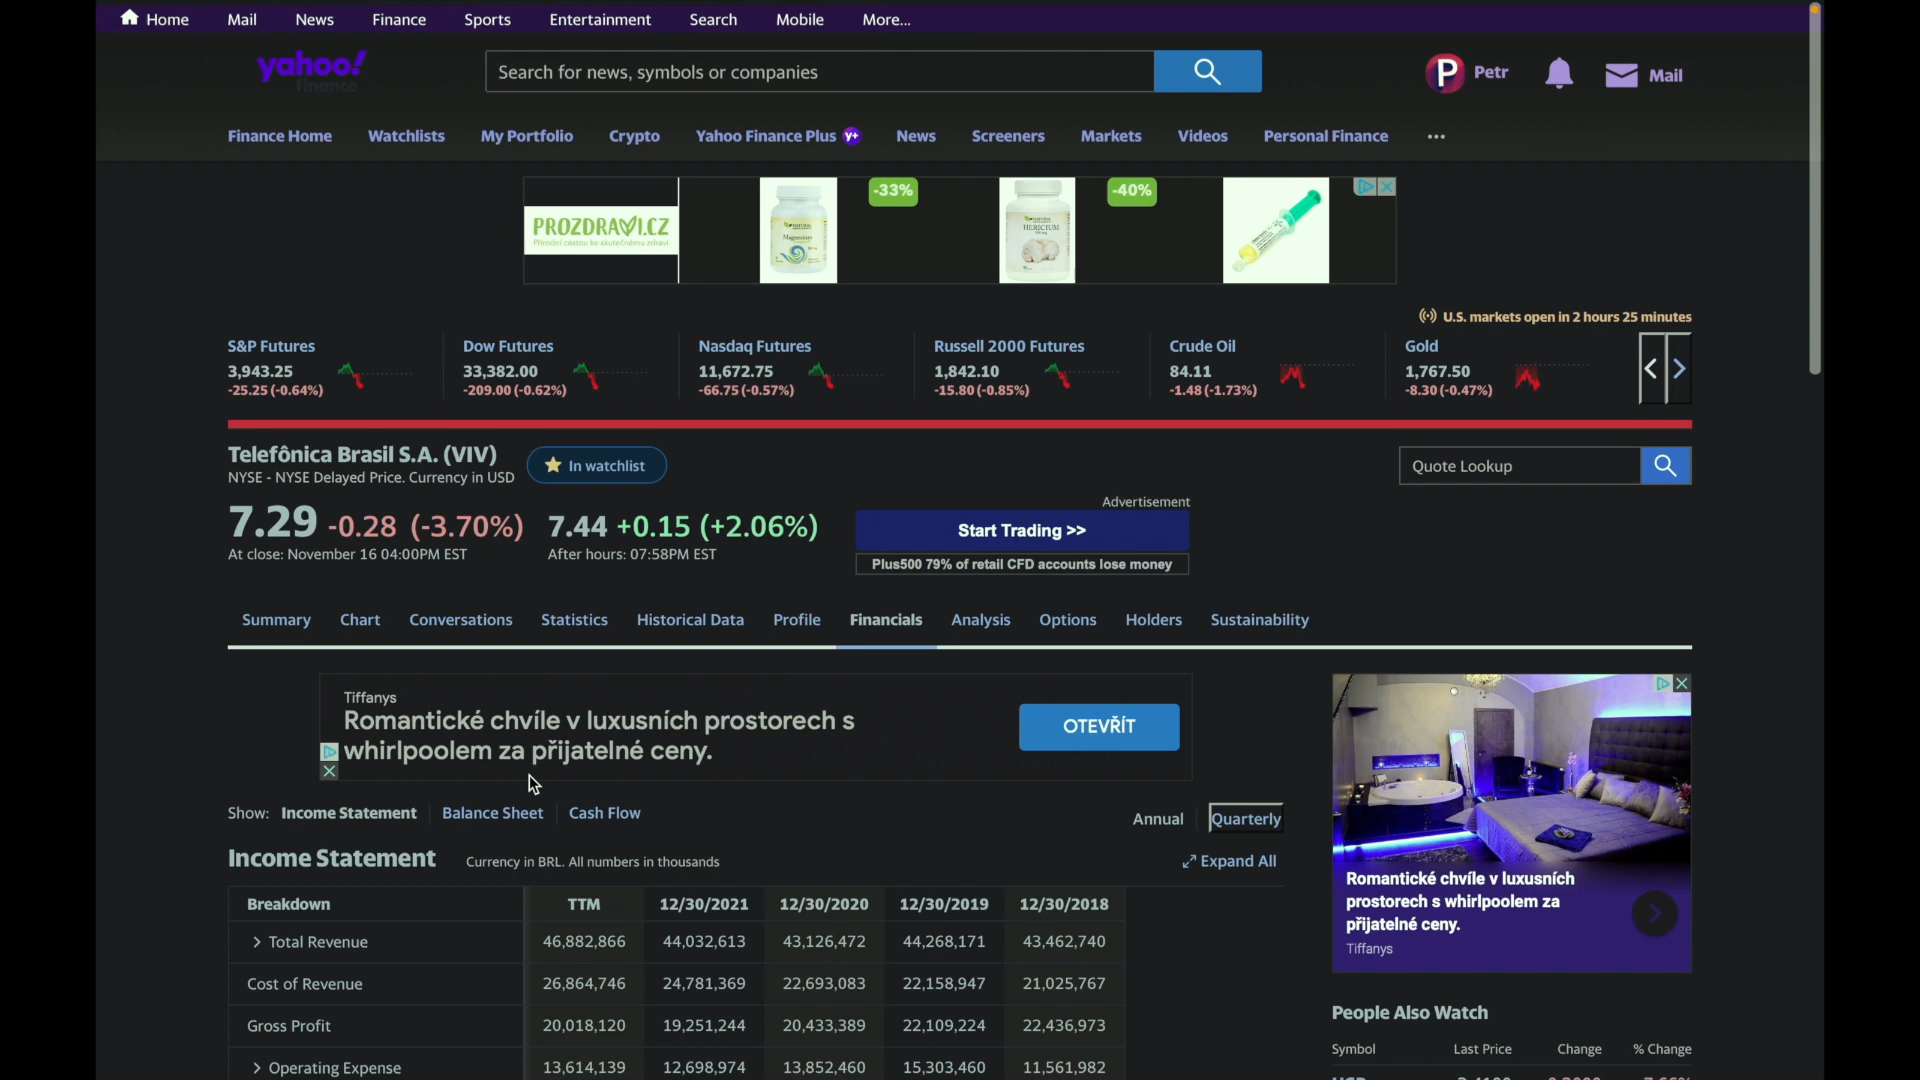 Home Mail News Finance Sports Entertainment Search Mobile More...
yahoo!
finance
Search for news, symbols or companies
P Petr Mail
Finance Home Watchlists My Portfolio Crypto Yahoo Finance Plus y+ News Screeners Markets Videos Personal Finance ...
-33% -40%
PROZDRAVI.CZ
Přírodní cestou ke skutečnému zdraví
Magnesium
HERICIUM
U.S. markets open in 2 hours 25 minutes
S&P Futures Dow Futures Nasdaq Futures Russell 2000 Futures Crude Oil Gold
3,943.25 33,382.00 11,672.75 1,842.10 84.11 1,767.50
-25.25 (-0.64%) -209.00 (-0.62%) -66.75 (-0.57%) -15.80 (-0.85%) -1.48 (-1.73%) -8.30 (-0.47%)
Telefônica Brasil S.A. (VIV)
NYSE - NYSE Delayed Price. Currency in USD
In watchlist
Quote Lookup
7.29 -0.28 (-3.70%) 7.44 +0.15 (+2.06%)
At close: November 16 04:00PM EST After hours: 07:58PM EST
Advertisement
Start Trading >>
Plus500 79% of retail CFD accounts lose money
Summary Chart Conversations Statistics Historical Data Profile Financials Analysis Options Holders Sustainability
Tiffanys
Romantické chvíle v luxusních prostorech s
whirlpoolem za přijatelné ceny.
OTEVŘÍT
Show: Income Statement Balance Sheet Cash Flow
Annual Quarterly
Income Statement Currency in BRL. All numbers in thousands
Expand All
Breakdown TTM 12/30/2021 12/30/2020 12/30/2019 12/30/2018
Total Revenue 46,882,866 44,032,613 43,126,472 44,268,171 43,462,740
Cost of Revenue 26,864,746 24,781,369 22,693,083 22,158,947 21,025,767
Gross Profit 20,018,120 19,251,244 20,433,389 22,109,224 22,436,973
Operating Expense 13,614,139 12,698,974 13,852,460 15,303,460 11,561,982
Romantické chvíle v luxusních
prostorech s whirlpoolem za
přijatelné ceny.
Tiffanys
People Also Watch
Symbol Last Price Change % Change